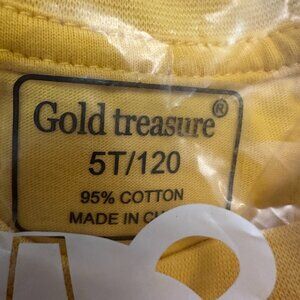 Gold treasure®
5T/120
95% COTTON
MADE IN